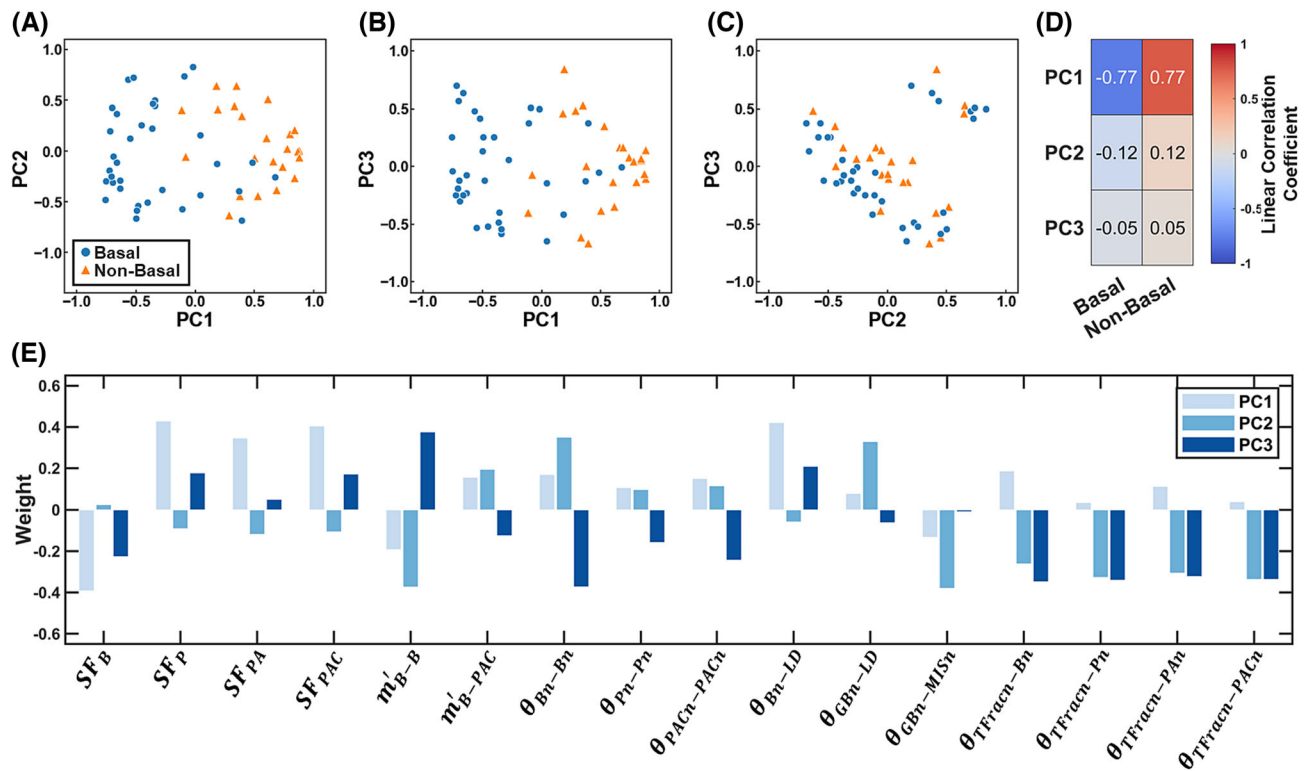 (A)
1.0
0.5
0.0
−0.5
−1.0
PC2
−1.0 −0.5 0.0 0.5 1.0
PC1
Basal
Non-Basal
(B)
1.0
0.5
0.0
−0.5
−1.0
PC3
−1.0 −0.5 0.0 0.5 1.0
PC1
(C)
1.0
0.5
0.0
−0.5
−1.0
PC3
−1.0 −0.5 0.0 0.5 1.0
PC2
(D)
PC1 -0.77 0.77
PC2 -0.12 0.12
PC3 -0.05 0.05
Basal
Non-Basal
1
0.5
0
-0.5
-1
Linear Correlation
Coefficient
(E)
0.6
0.4
0.2
0
-0.2
-0.4
-0.6
Weight
PC1
PC2
PC3
SF_B
SF_P
SF_PA
SF_PAC
m′_B−B
m′_B−PAC
θ_Bn−Bn
θ_Pn−Pn
θ_PACn−PACn
θ_Bn−LD
θ_GBn−LD
θ_GBn−MISn
θ_TFracn−Bn
θ_TFracn−Pn
θ_TFracn−PAn
θ_TFracn−PACn